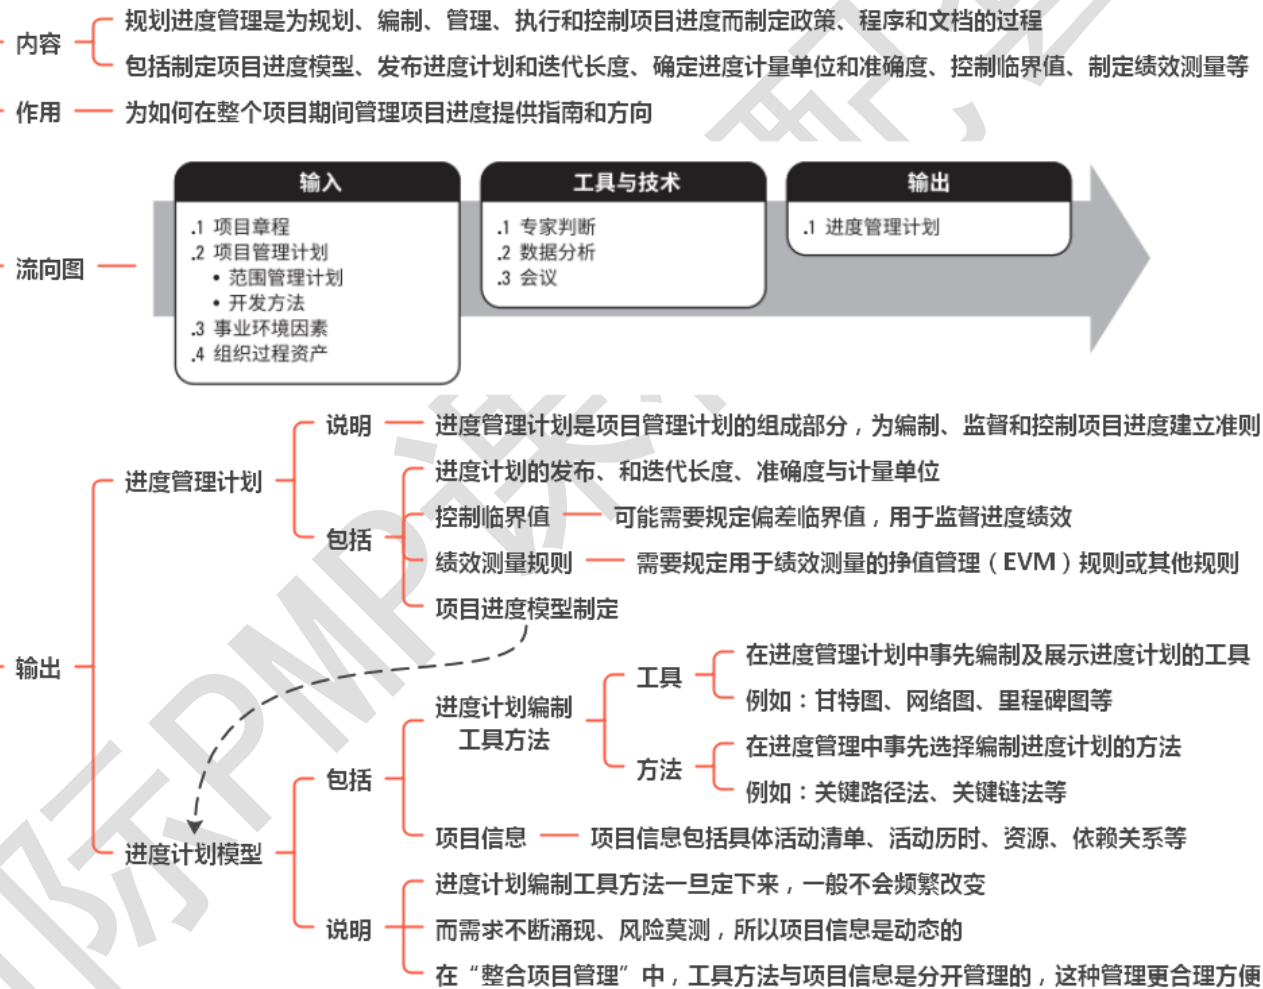 规划进度管理是为规划、编制、管理、执行和控制项目进度而制定政策、程序和文档的过程
内容
包括制定项目进度模型、发布进度计划和迭代长度、确定进度计量单位和准确度、控制临界值、制定绩效测量等
作用
为如何在整个项目期间管理项目进度提供指南和方向
流向图
输入
.1 项目章程
.2 项目管理计划
• 范围管理计划
• 开发方法
.3 事业环境因素
.4 组织过程资产
工具与技术
.1 专家判断
.2 数据分析
.3 会议
输出
.1 进度管理计划
输出
进度管理计划
说明
进度管理计划是项目管理计划的组成部分，为编制、监督和控制项目进度建立准则
包括
进度计划的发布、和迭代长度、准确度与计量单位
控制临界值
可能需要规定偏差临界值，用于监督进度绩效
绩效测量规则
需要规定用于绩效测量的挣值管理（EVM）规则或其他规则
项目进度模型制定
进度计划模型
包括
进度计划编制
工具方法
工具
在进度管理计划中事先编制及展示进度计划的工具
例如：甘特图、网络图、里程碑图等
方法
在进度管理中事先选择编制进度计划的方法
例如：关键路径法、关键链法等
项目信息
项目信息包括具体活动清单、活动历时、资源、依赖关系等
说明
进度计划编制工具方法一旦定下来，一般不会频繁改变
而需求不断涌现、风险莫测，所以项目信息是动态的
在“整合项目管理”中，工具方法与项目信息是分开管理的，这种管理更合理方便